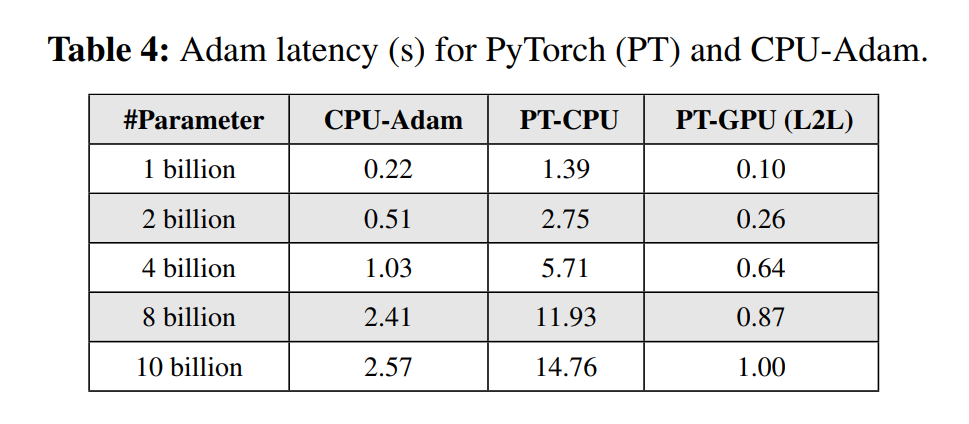 Table 4: Adam latency (s) for PyTorch (PT) and CPU-Adam.
#Parameter CPU-Adam PT-CPU PT-GPU (L2L)
1 billion 0.22 1.39 0.10
2 billion 0.51 2.75 0.26
4 billion 1.03 5.71 0.64
8 billion 2.41 11.93 0.87
10 billion 2.57 14.76 1.00